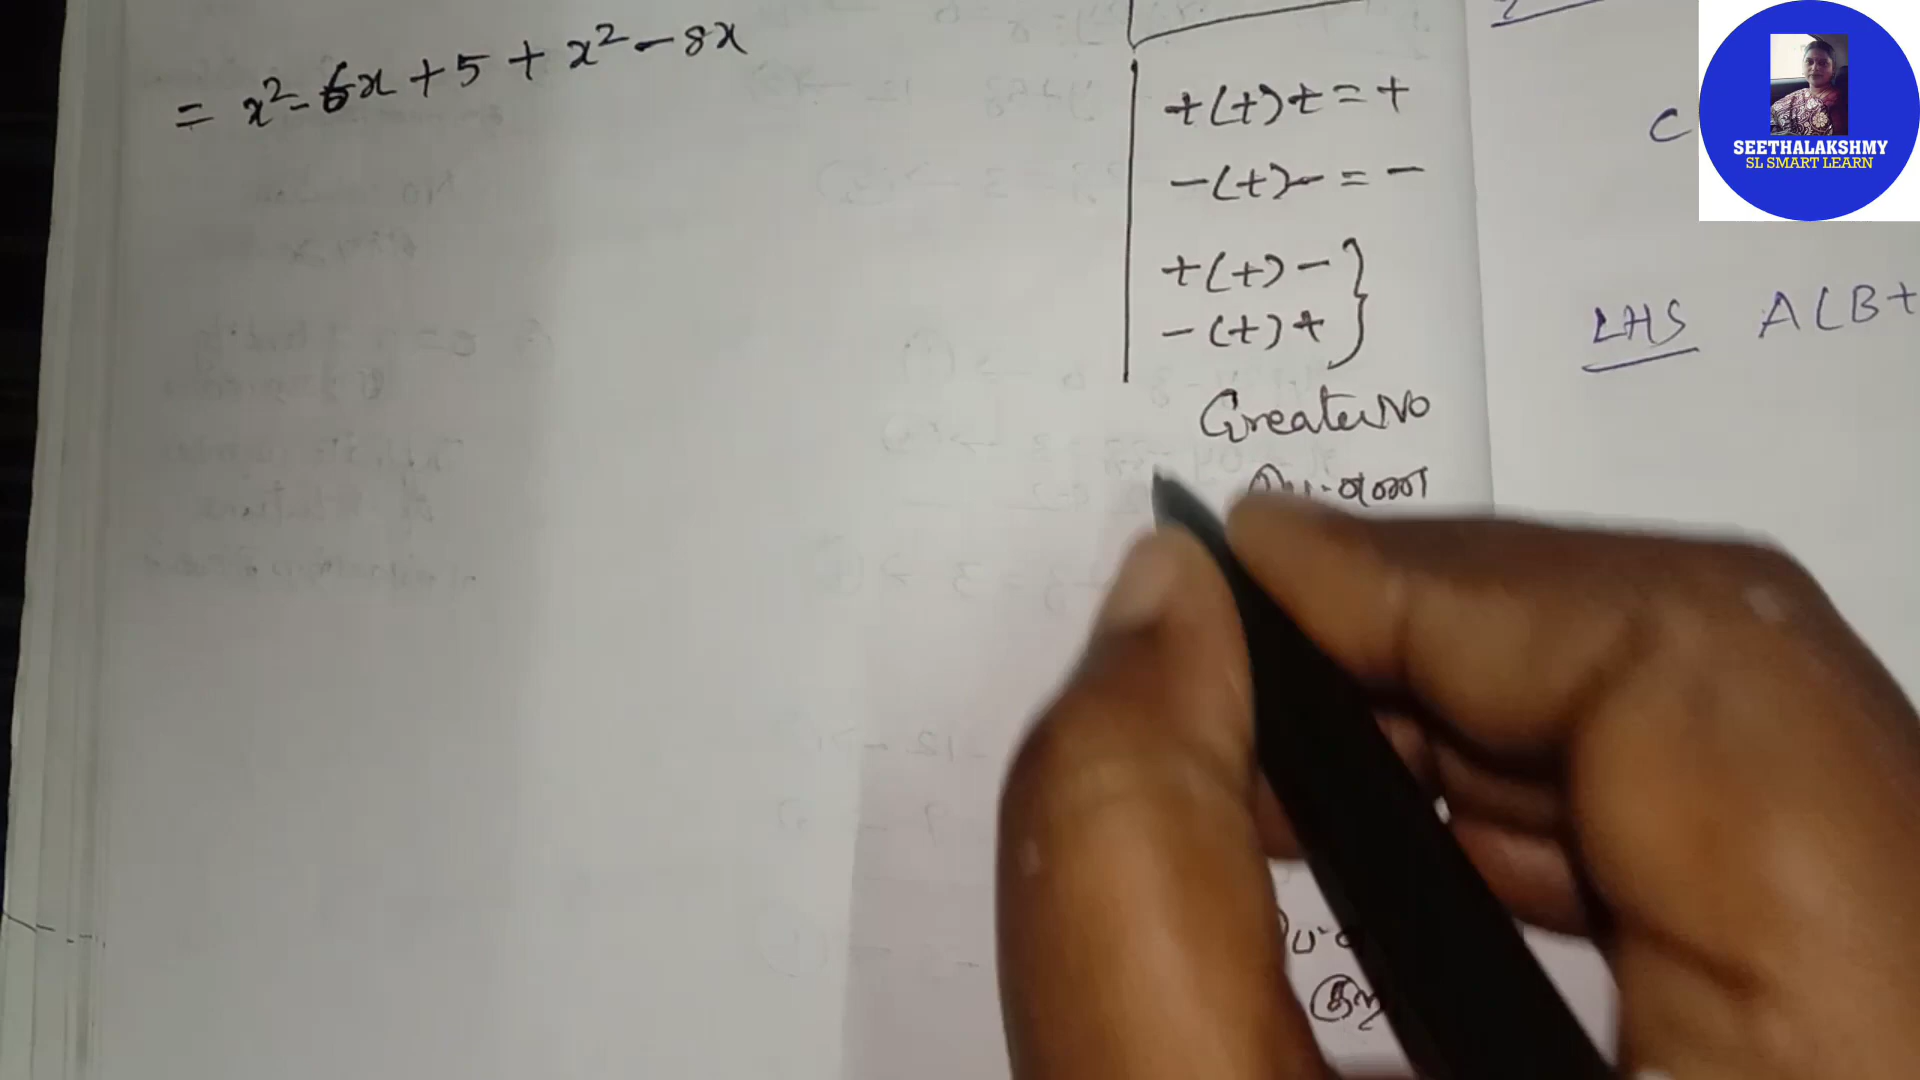 = x² - 6x + 5 + x² - 8x
+ (+) + = +
- (+) - = -
+ (+) - }
- (+) + }
Greater No
C
LHS A(B+
SEETHALAKSHMY
SL SMART LEARN